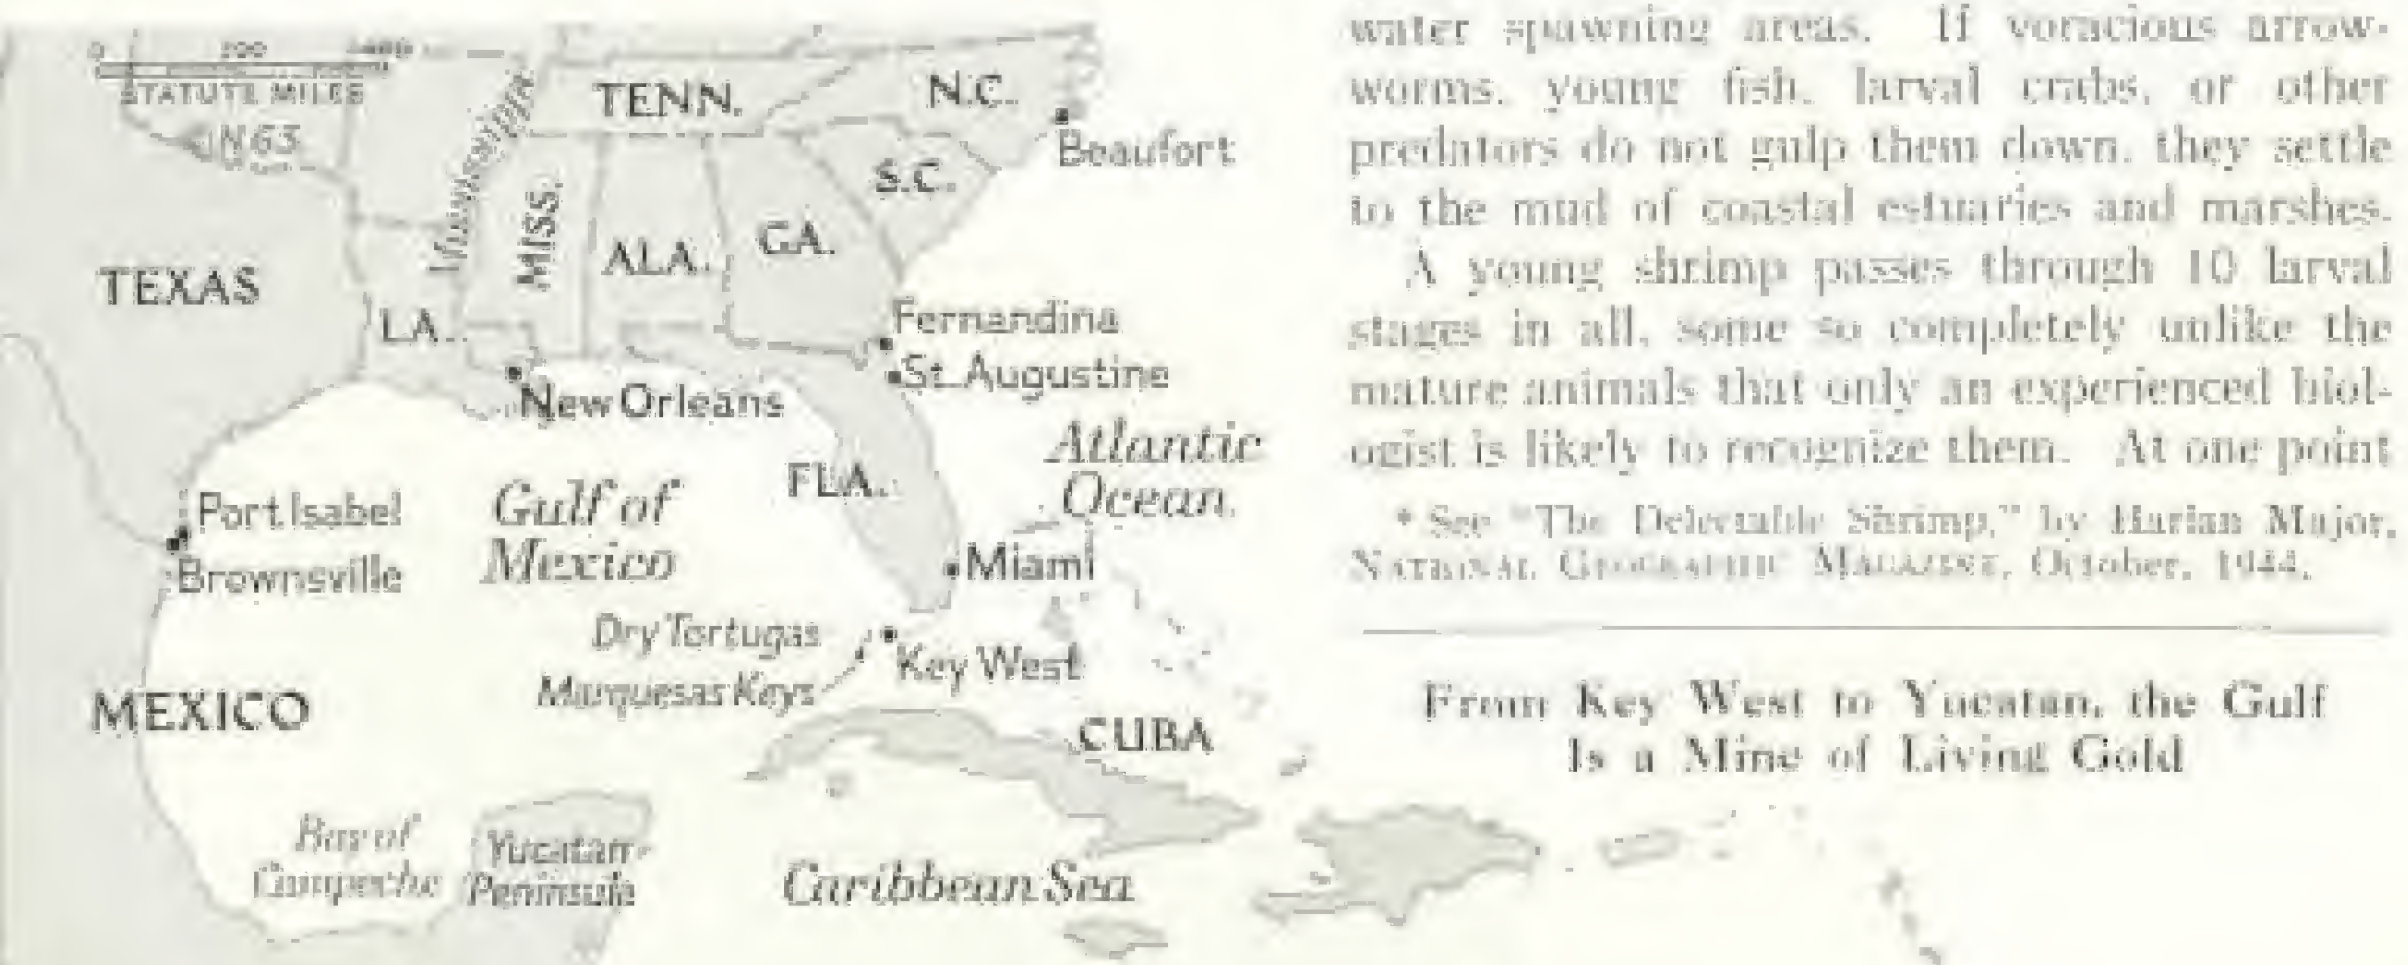 0 200 400
STATUTE MILES
N63
TENN.
N.C.
Beaufort
Mississippi
MISS.
S.C.
ALA.
GA.
TEXAS
LA.
Fernandina
St. Augustine
New Orleans
Atlantic
Ocean
FLA.
Gulf of
Mexico
Port Isabel
Brownsville
Miami
Dry Tortugas
Marquesas Keys
Key West
MEXICO
CUBA
Bay of
Campeche
Yucatan
Peninsula
Caribbean Sea
water spawning areas. If voracious arrow-
worms, young fish, larval crabs, or other
predators do not gulp them down, they settle
to the mud of coastal estuaries and marshes.
A young shrimp passes through 10 larval
stages in all, some so completely unlike the
mature animals that only an experienced biol-
ogist is likely to recognize them. At one point
* See "The Delectable Shrimp," by Harlan Major,
NATIONAL GEOGRAPHIC MAGAZINE, October, 1944.
From Key West to Yucatan, the Gulf
Is a Mine of Living Gold